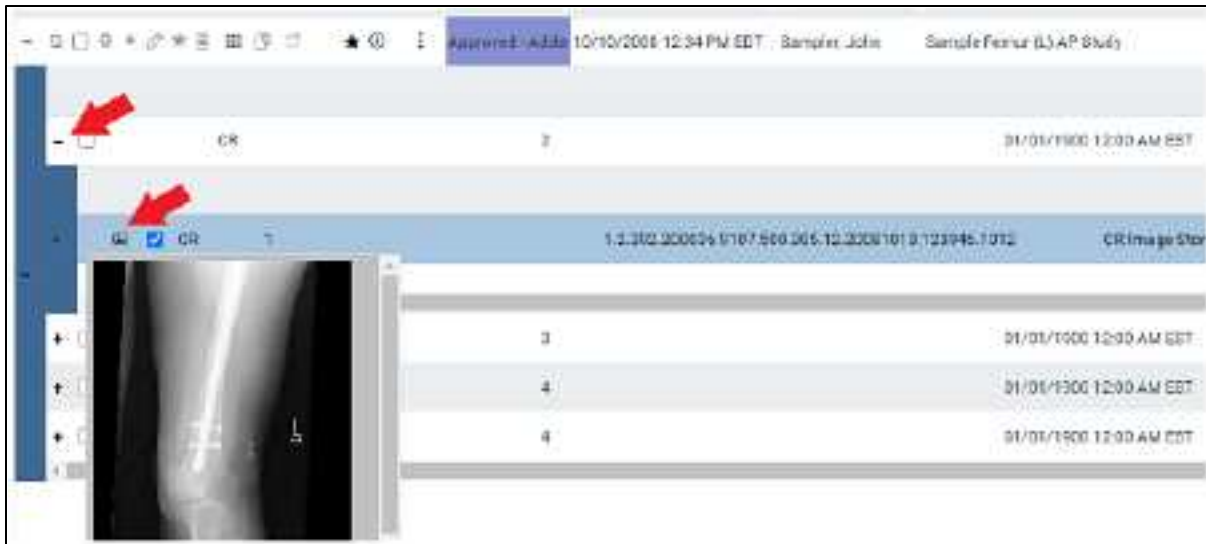 Approved - Adde 10/10/2008 12:34 PM EDT Sampler, John Sample Femur (L) AP Study
CR 2 01/01/1900 12:00 AM EST
CR 1 CR Image Stor
3 01/01/1900 12:00 AM EST
4 01/01/1900 12:00 AM EST
4 01/01/1900 12:00 AM EST
L